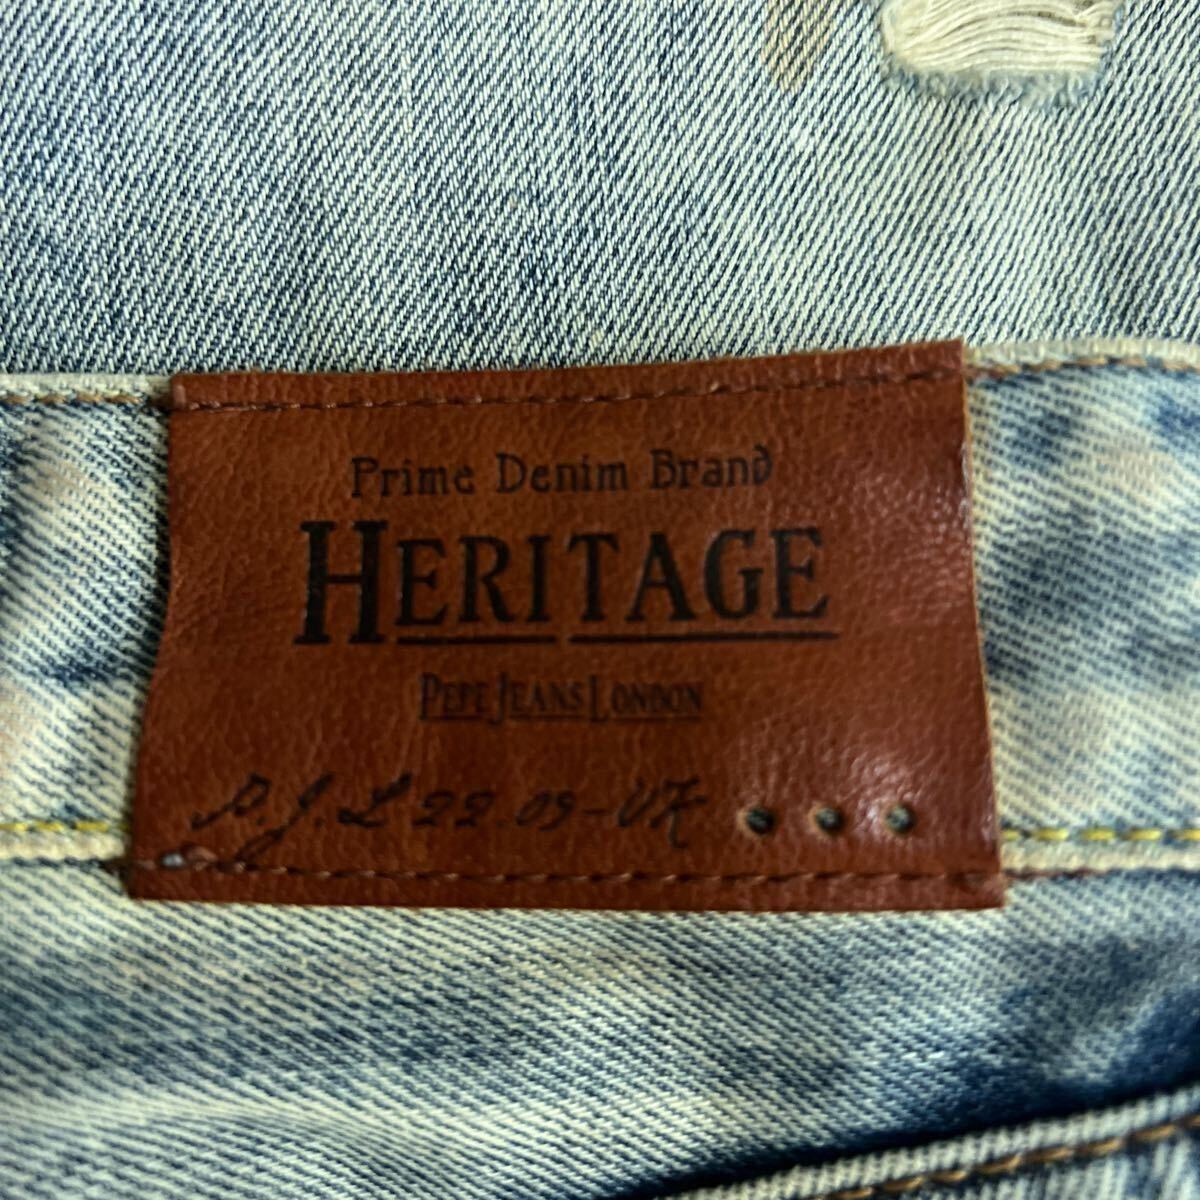 Prime Denim Brand
HERITAGE
PEPE JEANS LONDON
P.J.L 22.09-UK